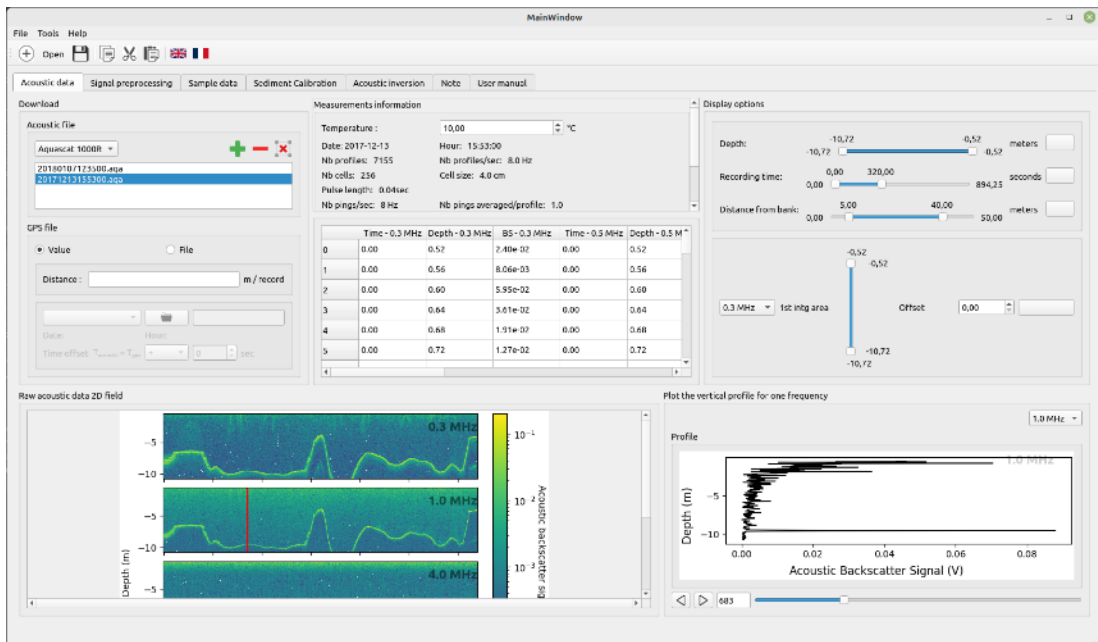 MainWindow
File Tools Help
Open
Acoustic data Signal preprocessing Sample data Sediment Calibration Acoustic inversion Note User manual
Download
Acoustic file
Aquascat 1000R
20180107123500.aqa
20171213155300.aqa
GPS file
Value File
Distance : m / record
Date: Hour:
Time offset: sec
Measurements information
Temperature : 10,00 °C
Date: 2017-12-13 Hour: 15:53:00
Nb profiles: 7155 Nb profiles/sec: 8.0 Hz
Nb cells: 256 Cell size: 4.0 cm
Pulse length: 0.04sec
Nb pings/sec: 8 Hz Nb pings averaged/profile: 1.0
Time - 0.3 MHz Depth - 0.3 MHz BS - 0.3 MHz Time - 0.5 MHz Depth - 0.5 M
0 0.00 0.52 2.40e-02 0.00 0.52
1 0.00 0.56 8.06e-03 0.00 0.56
2 0.00 0.60 5.95e-02 0.00 0.60
3 0.00 0.64 3.61e-02 0.00 0.64
4 0.00 0.68 1.91e-02 0.00 0.68
5 0.00 0.72 1.27e-02 0.00 0.72
Display options
-10,72 -0,52
Depth: -10,72 -0,52 meters
0,00 320,00
Recording time: 0,00 894,25 seconds
5,00 40,00
Distance from bank: 0,00 50,00 meters
-0,52
-0,52
0.3 MHz 1st intg area Offset 0,00
-10,72
-10,72
Raw acoustic data 2D field
0.3 MHz
−5
−10
1.0 MHz
−5
−10
4.0 MHz
−5
Depth (m)
10⁻¹
10⁻²
10⁻³
Acoustic backscatter sig
Plot the vertical profile for one frequency
1.0 MHz
Profile
1.0 MHz
−5
−10
Depth (m)
0.00 0.02 0.04 0.06 0.08
Acoustic Backscatter Signal (V)
683